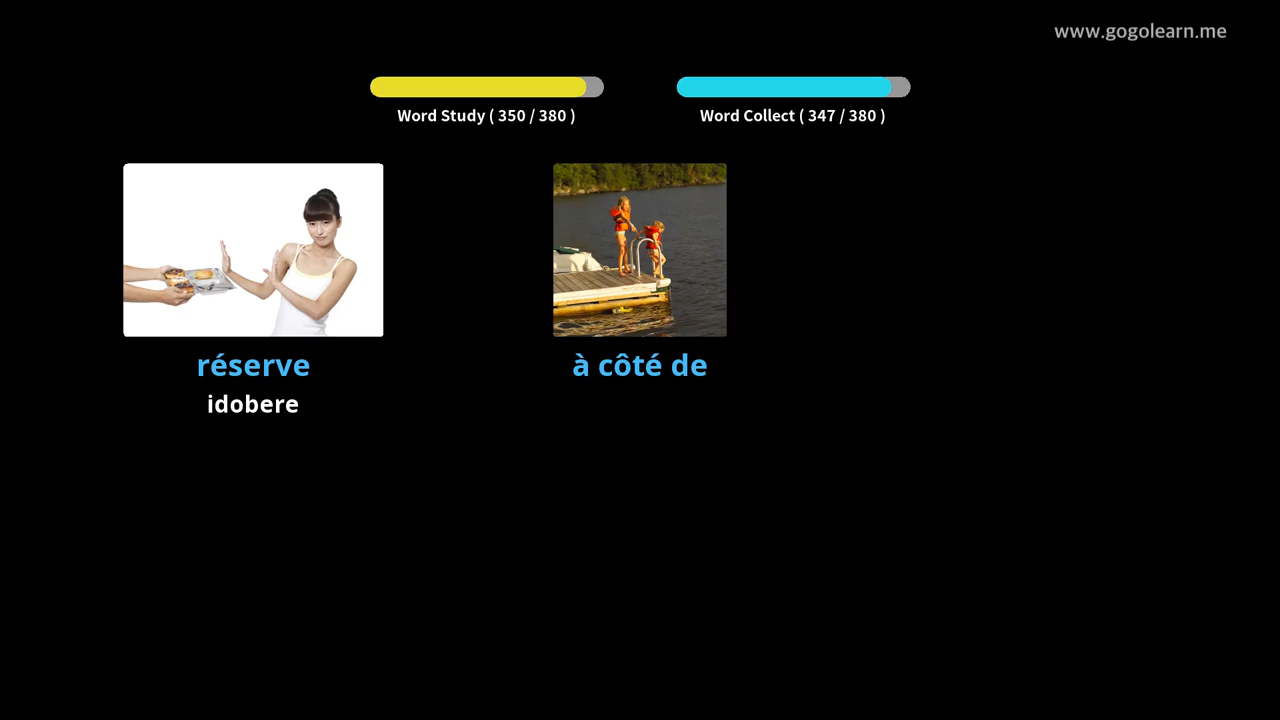 www.gogolearn.me
Word Study ( 350 / 380 )
Word Collect ( 347 / 380 )
réserve
idobere
à côté de